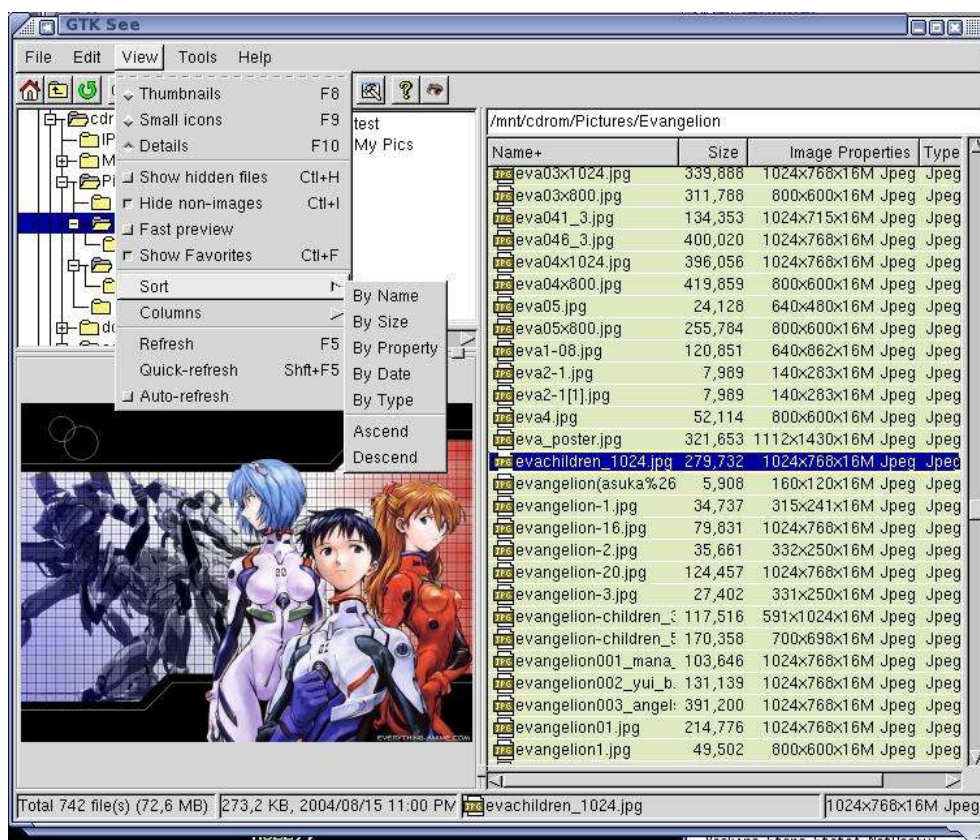 GTK See
File Edit View Tools Help
Thumbnails F8
Small icons F9
Details F10
Show hidden files Ctl+H
Hide non-images Ctl+I
Fast preview
Show Favorites Ctl+F
Sort
Columns
Refresh F5
Quick-refresh Shft+F5
Auto-refresh
By Name
By Size
By Property
By Date
By Type
Ascend
Descend
cdr
IP
M
Pi
do
test
My Pics
/mnt/cdrom/Pictures/Evangelion
Name+ Size Image Properties Type
eva03x1024.jpg 339,888 1024x768x16M Jpeg Jpeg
eva03x800.jpg 311,788 800x600x16M Jpeg Jpeg
eva041_3.jpg 134,353 1024x715x16M Jpeg Jpeg
eva046_3.jpg 400,020 1024x768x16M Jpeg Jpeg
eva04x1024.jpg 396,056 1024x768x16M Jpeg Jpeg
eva04x800.jpg 419,859 800x600x16M Jpeg Jpeg
eva05.jpg 24,128 640x480x16M Jpeg Jpeg
eva05x800.jpg 255,784 800x600x16M Jpeg Jpeg
eva1-08.jpg 120,851 640x862x16M Jpeg Jpeg
eva2-1.jpg 7,989 140x283x16M Jpeg Jpeg
eva2-1[1].jpg 7,989 140x283x16M Jpeg Jpeg
eva4.jpg 52,114 800x600x16M Jpeg Jpeg
eva_poster.jpg 321,653 1112x1430x16M Jpeg Jpeg
evachildren_1024.jpg 279,732 1024x768x16M Jpeg Jpeg
evangelion(asuka%26 5,908 160x120x16M Jpeg Jpeg
evangelion-1.jpg 34,737 315x241x16M Jpeg Jpeg
evangelion-16.jpg 79,831 1024x768x16M Jpeg Jpeg
evangelion-2.jpg 35,661 332x250x16M Jpeg Jpeg
evangelion-20.jpg 124,457 1024x768x16M Jpeg Jpeg
evangelion-3.jpg 27,402 331x250x16M Jpeg Jpeg
evangelion-children_3 117,516 591x1024x16M Jpeg Jpeg
evangelion-children_5 170,358 700x698x16M Jpeg Jpeg
evangelion001_mana_ 103,646 1024x768x16M Jpeg Jpeg
evangelion002_yui_b. 131,139 1024x768x16M Jpeg Jpeg
evangelion003_angel: 391,200 1024x768x16M Jpeg Jpeg
evangelion01.jpg 214,776 1024x768x16M Jpeg Jpeg
evangelion1.jpg 49,502 800x600x16M Jpeg Jpeg
EVERYTHING-ANIME.COM
Total 742 file(s) (72,6 MB) 273,2 KB, 2004/08/15 11:00 PM evachildren_1024.jpg 1024x768x16M Jpeg